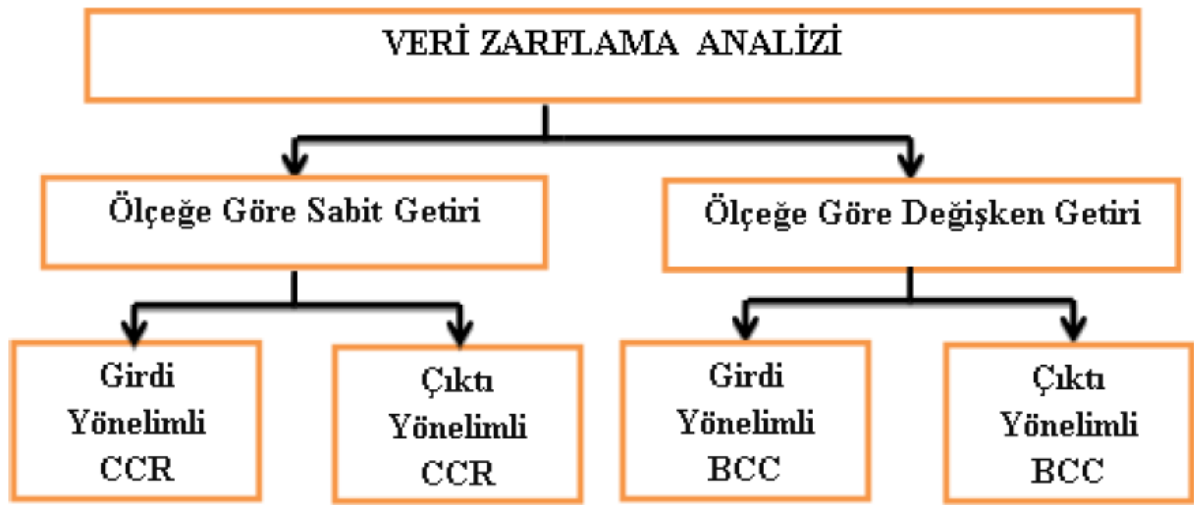 VERİ ZARFLAMA ANALİZİ
Ölçeğe Göre Sabit Getiri
Ölçeğe Göre Değişken Getiri
Girdi
Yönelimli
CCR
Çıktı
Yönelimli
CCR
Girdi
Yönelimli
BCC
Çıktı
Yönelimli
BCC